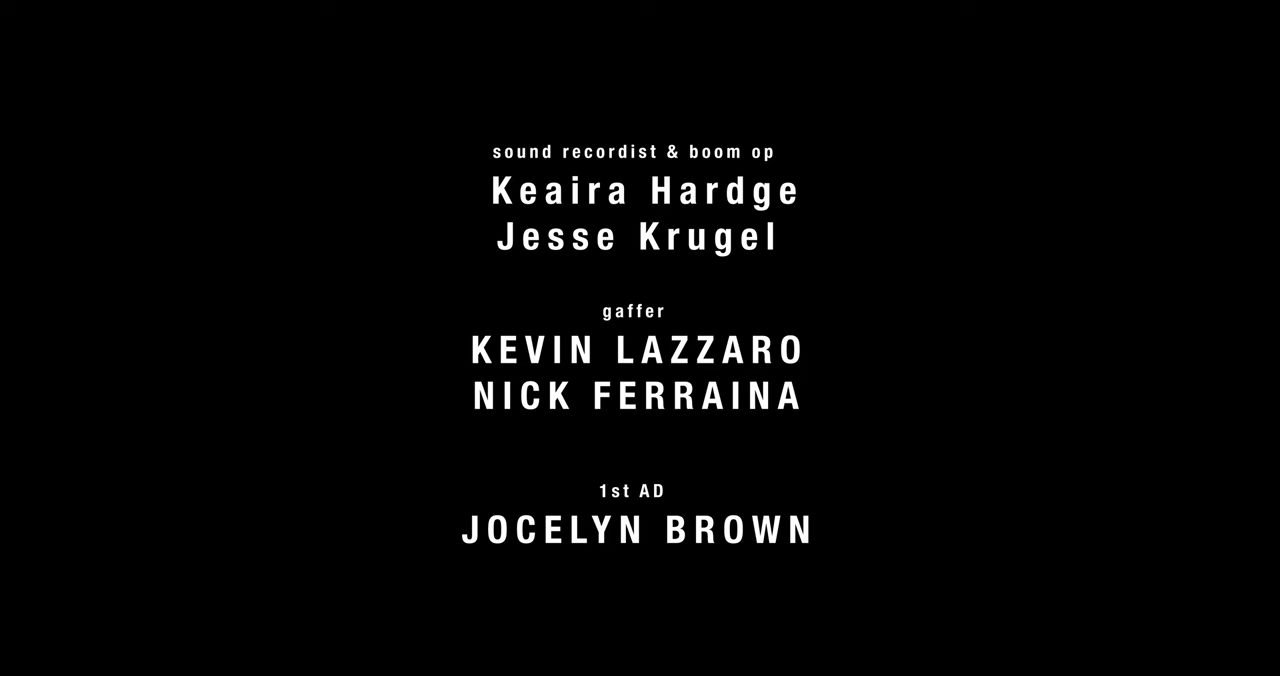 sound recordist & boom op
Keaira Hardge
Jesse Krugel
gaffer
KEVIN LAZZARO
NICK FERRAINA
1st AD
JOCELYN BROWN